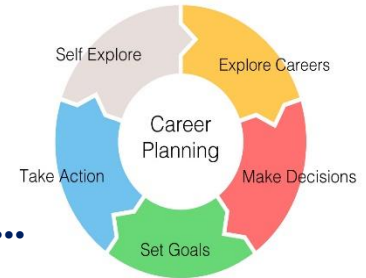 Self Explore
Explore Careers
Career
Planning
Take Action
Make Decisions
Set Goals
...